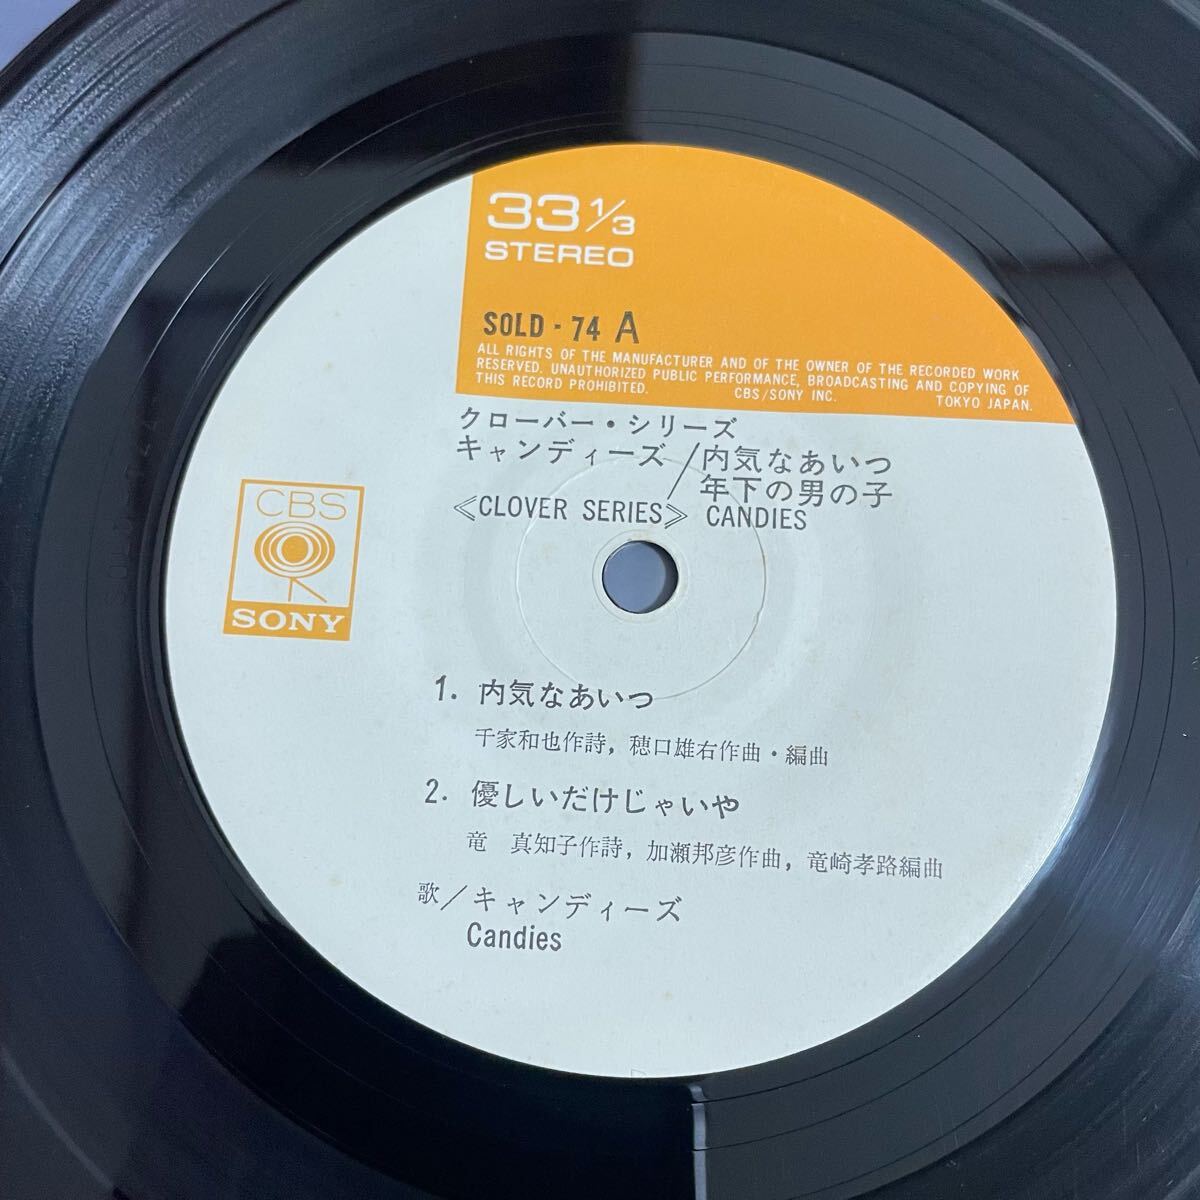 33 1/3
STEREO
SOLD - 74 A
ALL RIGHTS OF THE MANUFACTURER AND OF THE OWNER OF THE RECORDED WORK
RESERVED. UNAUTHORIZED PUBLIC PERFORMANCE, BROADCASTING AND COPYING OF
THIS RECORD PROHIBITED. CBS/SONY INC. TOKYO JAPAN.
クローバー・シリーズ
キャンディーズ／内気なあいつ
年下の男の子
≪CLOVER SERIES≫ CANDIES
CBS
SONY
1. 内気なあいつ
千家和也作詩, 穂口雄右作曲・編曲
2. 優しいだけじゃいや
竜 真知子作詩, 加瀬邦彦作曲, 竜崎孝路編曲
歌／キャンディーズ
Candies